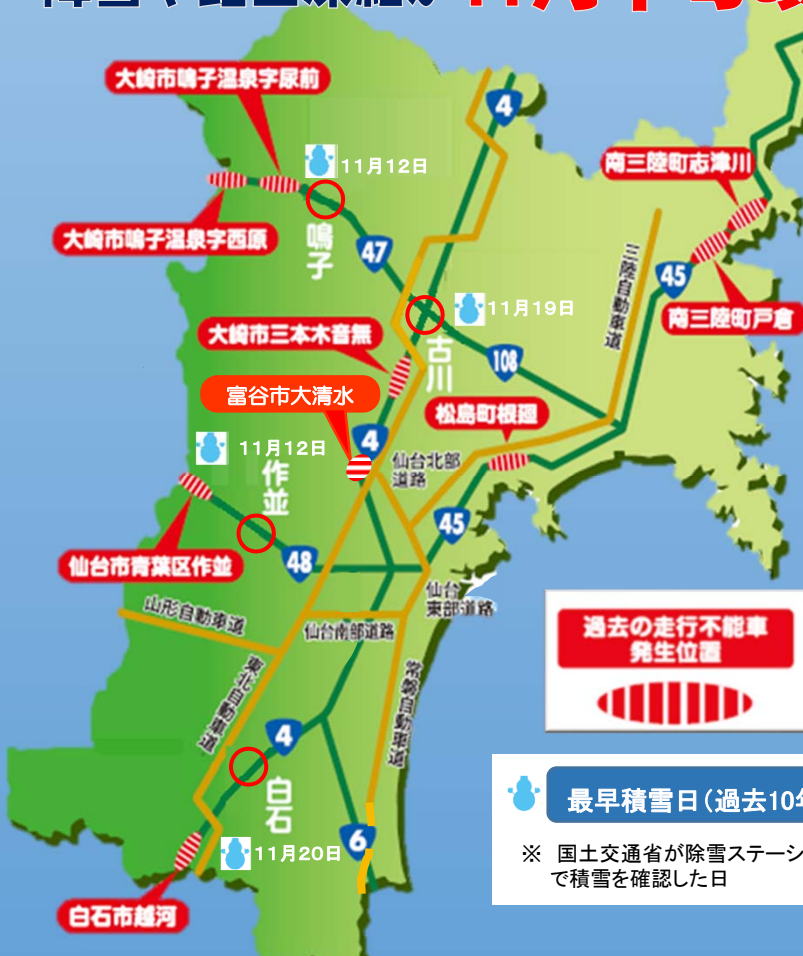 11月
大崎市鳴子温泉字尿前
11月12日
南三陸町志津川
大崎市鳴子温泉字西原
鳴子
4
47
三陸自動車道
45
南三陸町戸倉
11月19日
大崎市三本木音無
古川
108
富谷市大清水
松島町根廻
4
11月12日
作並
仙台北部
道路
45
仙台市青葉区作並
48
仙台
東部道路
山形自動車道
仙台南部道路
過去の走行不能車
発生位置
東北自動車道
常磐自動車道
4
白石
最早積雪日(過去10年
6
11月20日
※ 国土交通省が除雪ステーシ
で積雪を確認した日
白石市越河